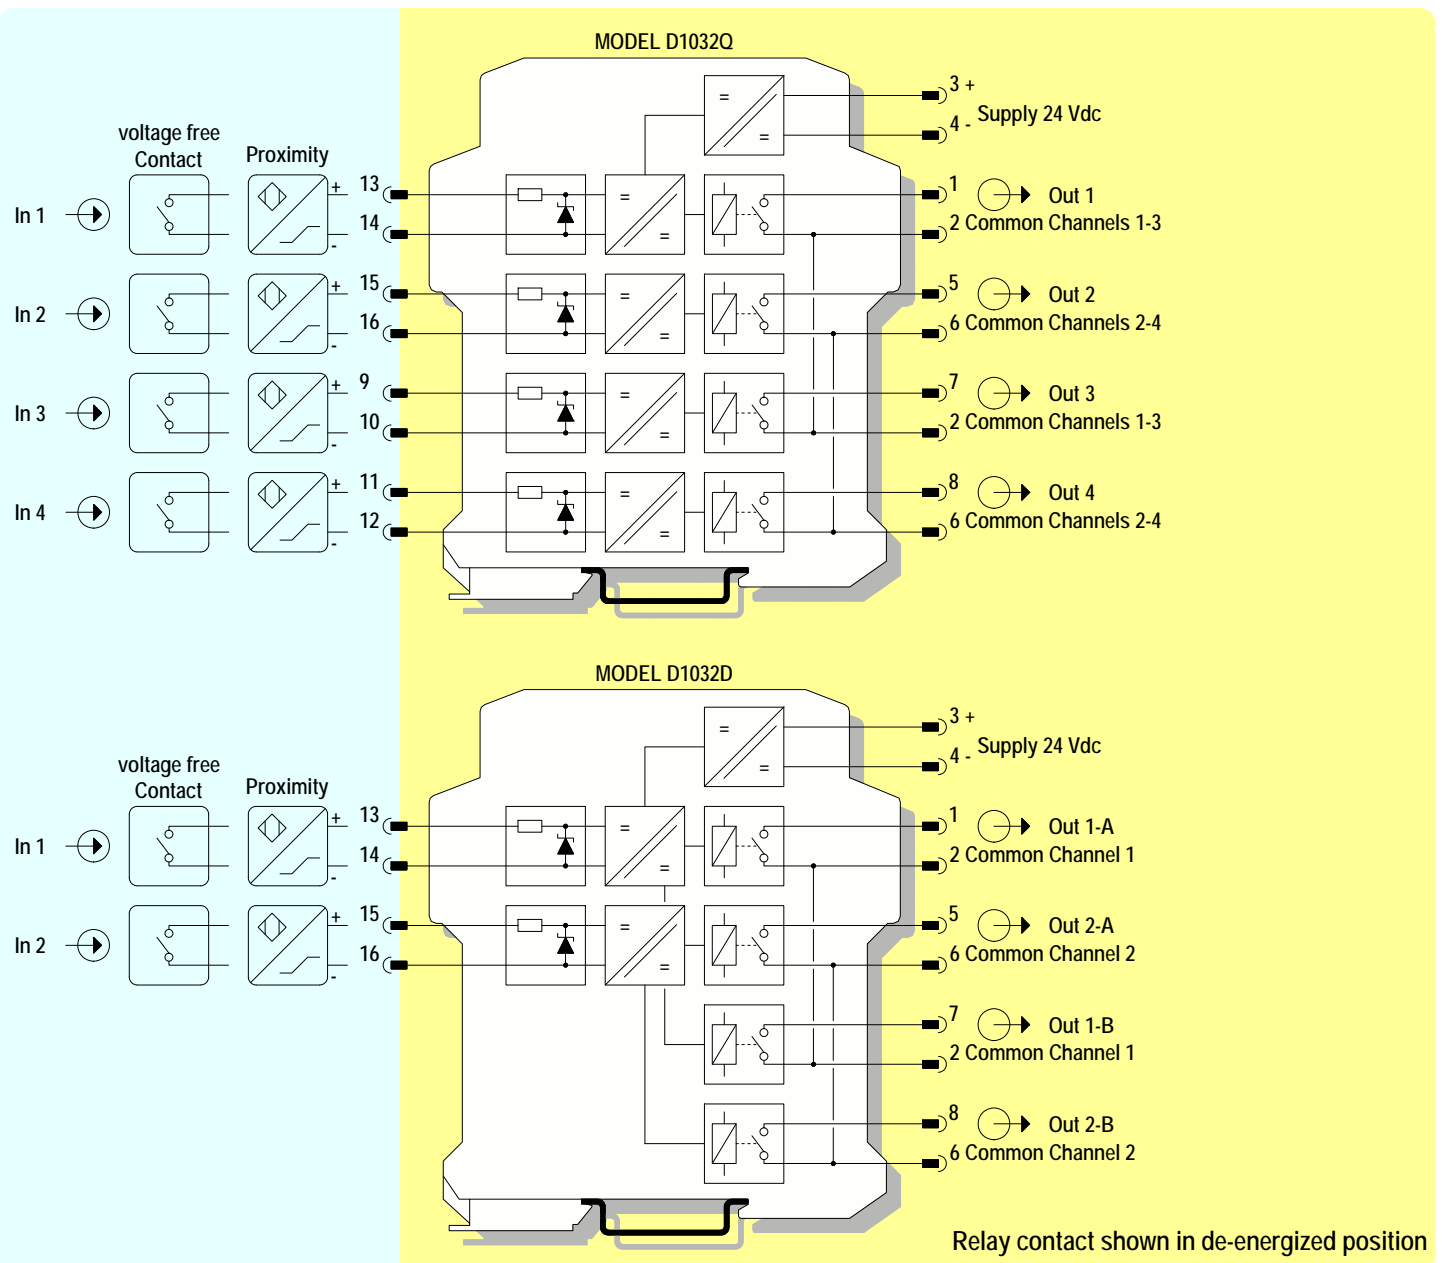 MODEL D1032Q
3 +
Supply 24 Vdc
4 -
voltage free
Contact
Proximity
In 1
+
-
13
14
1
Out 1
2 Common Channels 1-3
In 2
+
-
15
16
5
Out 2
6 Common Channels 2-4
In 3
+
-
9
10
7
Out 3
2 Common Channels 1-3
In 4
+
-
11
12
8
Out 4
6 Common Channels 2-4
MODEL D1032D
3 +
Supply 24 Vdc
4 -
voltage free
Contact
Proximity
In 1
+
-
13
14
1
Out 1-A
2 Common Channel 1
In 2
+
-
15
16
5
Out 2-A
6 Common Channel 2
7
Out 1-B
2 Common Channel 1
8
Out 2-B
6 Common Channel 2
Relay contact shown in de-energized position